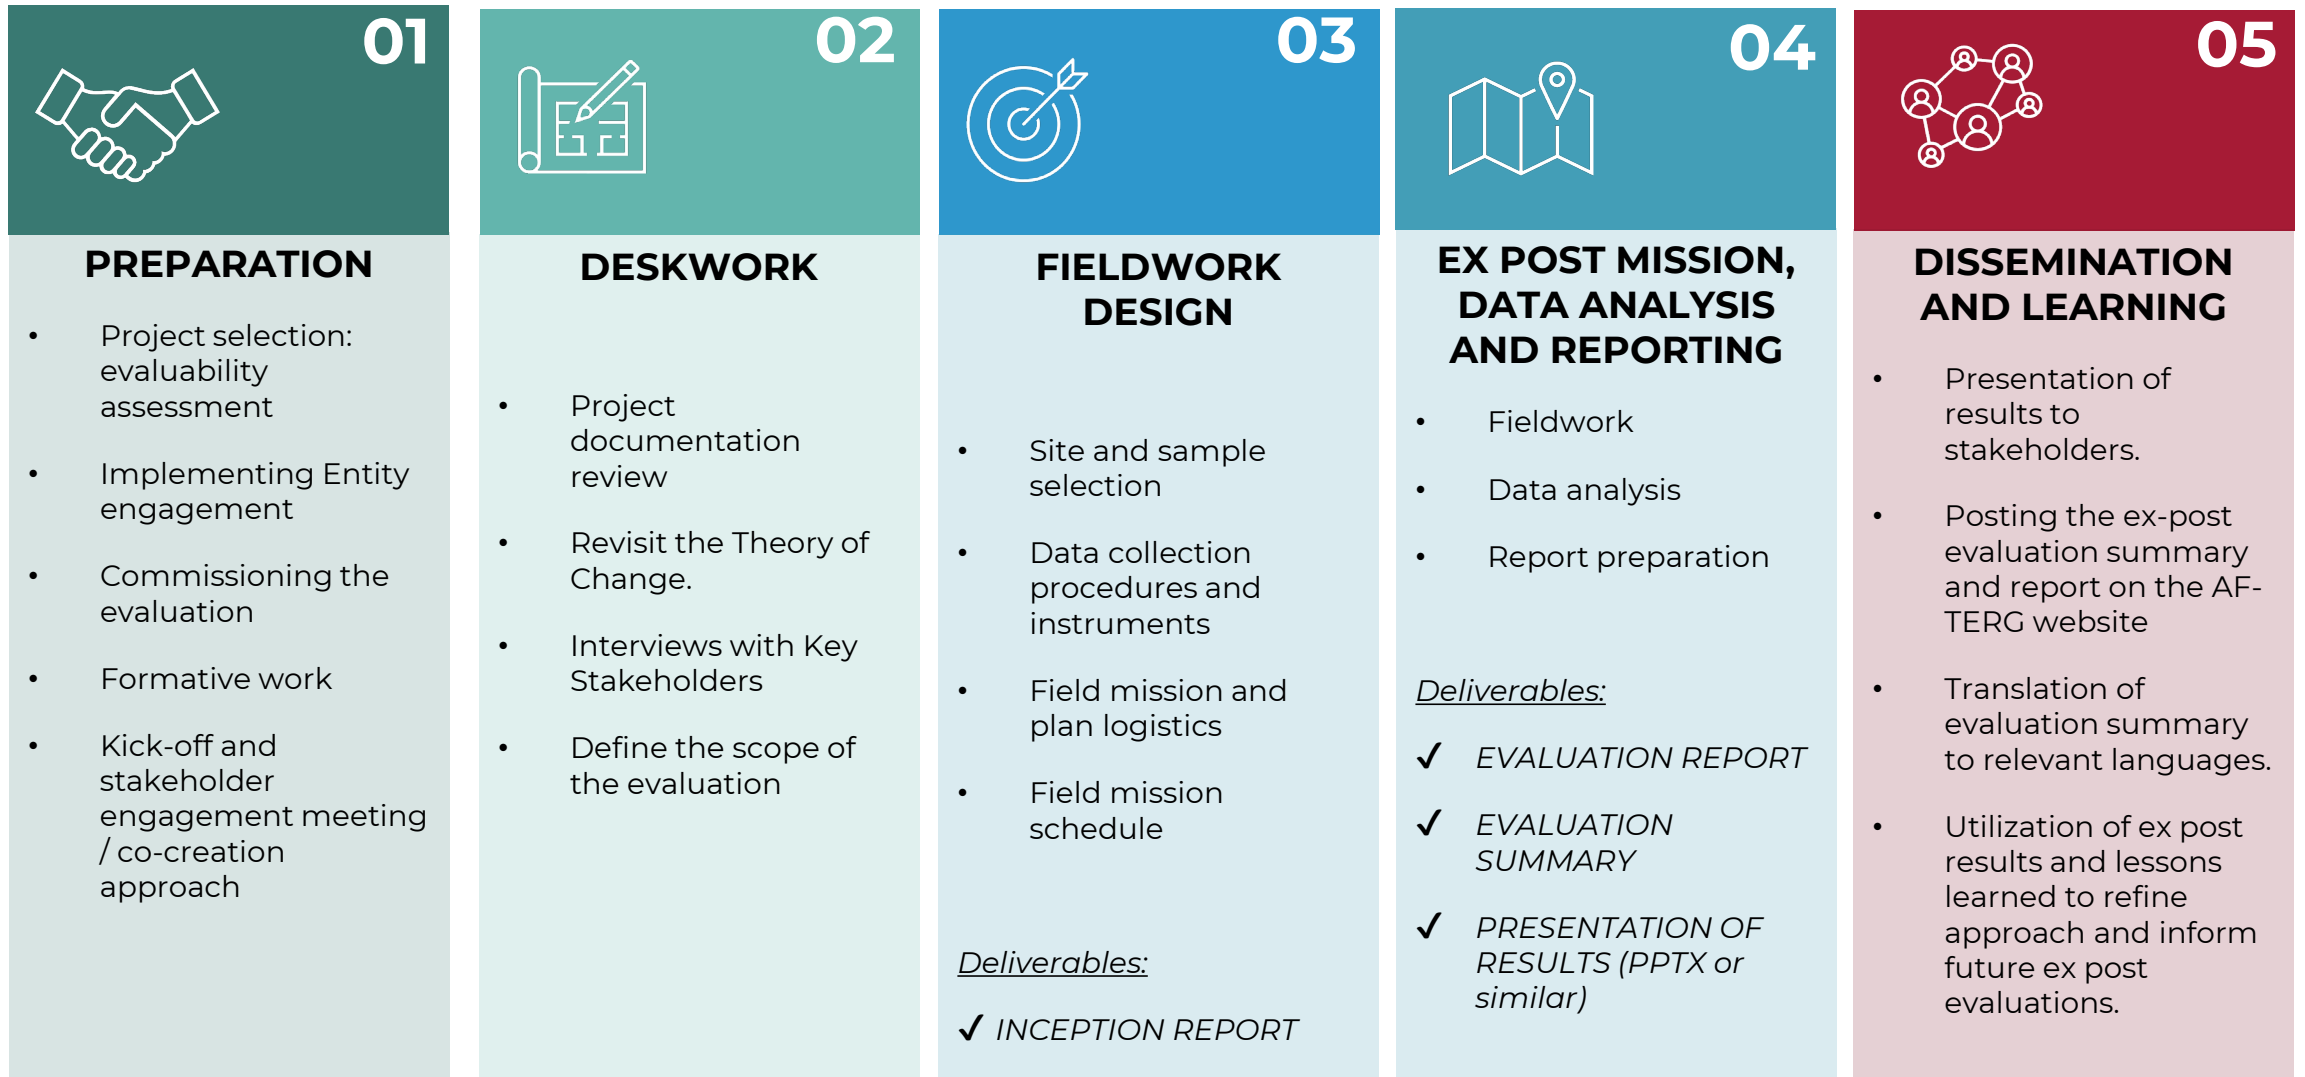 01
PREPARATION
• Project selection:
evaluability
assessment
• Implementing Entity
engagement
• Commissioning the
evaluation
• Formative work
• Kick-off and
stakeholder
engagement meeting
/ co-creation
approach
02
DESKWORK
• Project
documentation
review
• Revisit the Theory of
Change.
• Interviews with Key
Stakeholders
• Define the scope of
the evaluation
03
FIELDWORK
DESIGN
• Site and sample
selection
• Data collection
procedures and
instruments
• Field mission and
plan logistics
• Field mission
schedule
Deliverables:
✓ INCEPTION REPORT
04
EX POST MISSION,
DATA ANALYSIS
AND REPORTING
• Fieldwork
• Data analysis
• Report preparation
Deliverables:
✓ EVALUATION REPORT
✓ EVALUATION
SUMMARY
✓ PRESENTATION OF
RESULTS (PPTX or
similar)
05
DISSEMINATION
AND LEARNING
• Presentation of
results to
stakeholders.
• Posting the ex-post
evaluation summary
and report on the AF-
TERG website
• Translation of
evaluation summary
to relevant languages.
• Utilization of ex post
results and lessons
learned to refine
approach and inform
future ex post
evaluations.